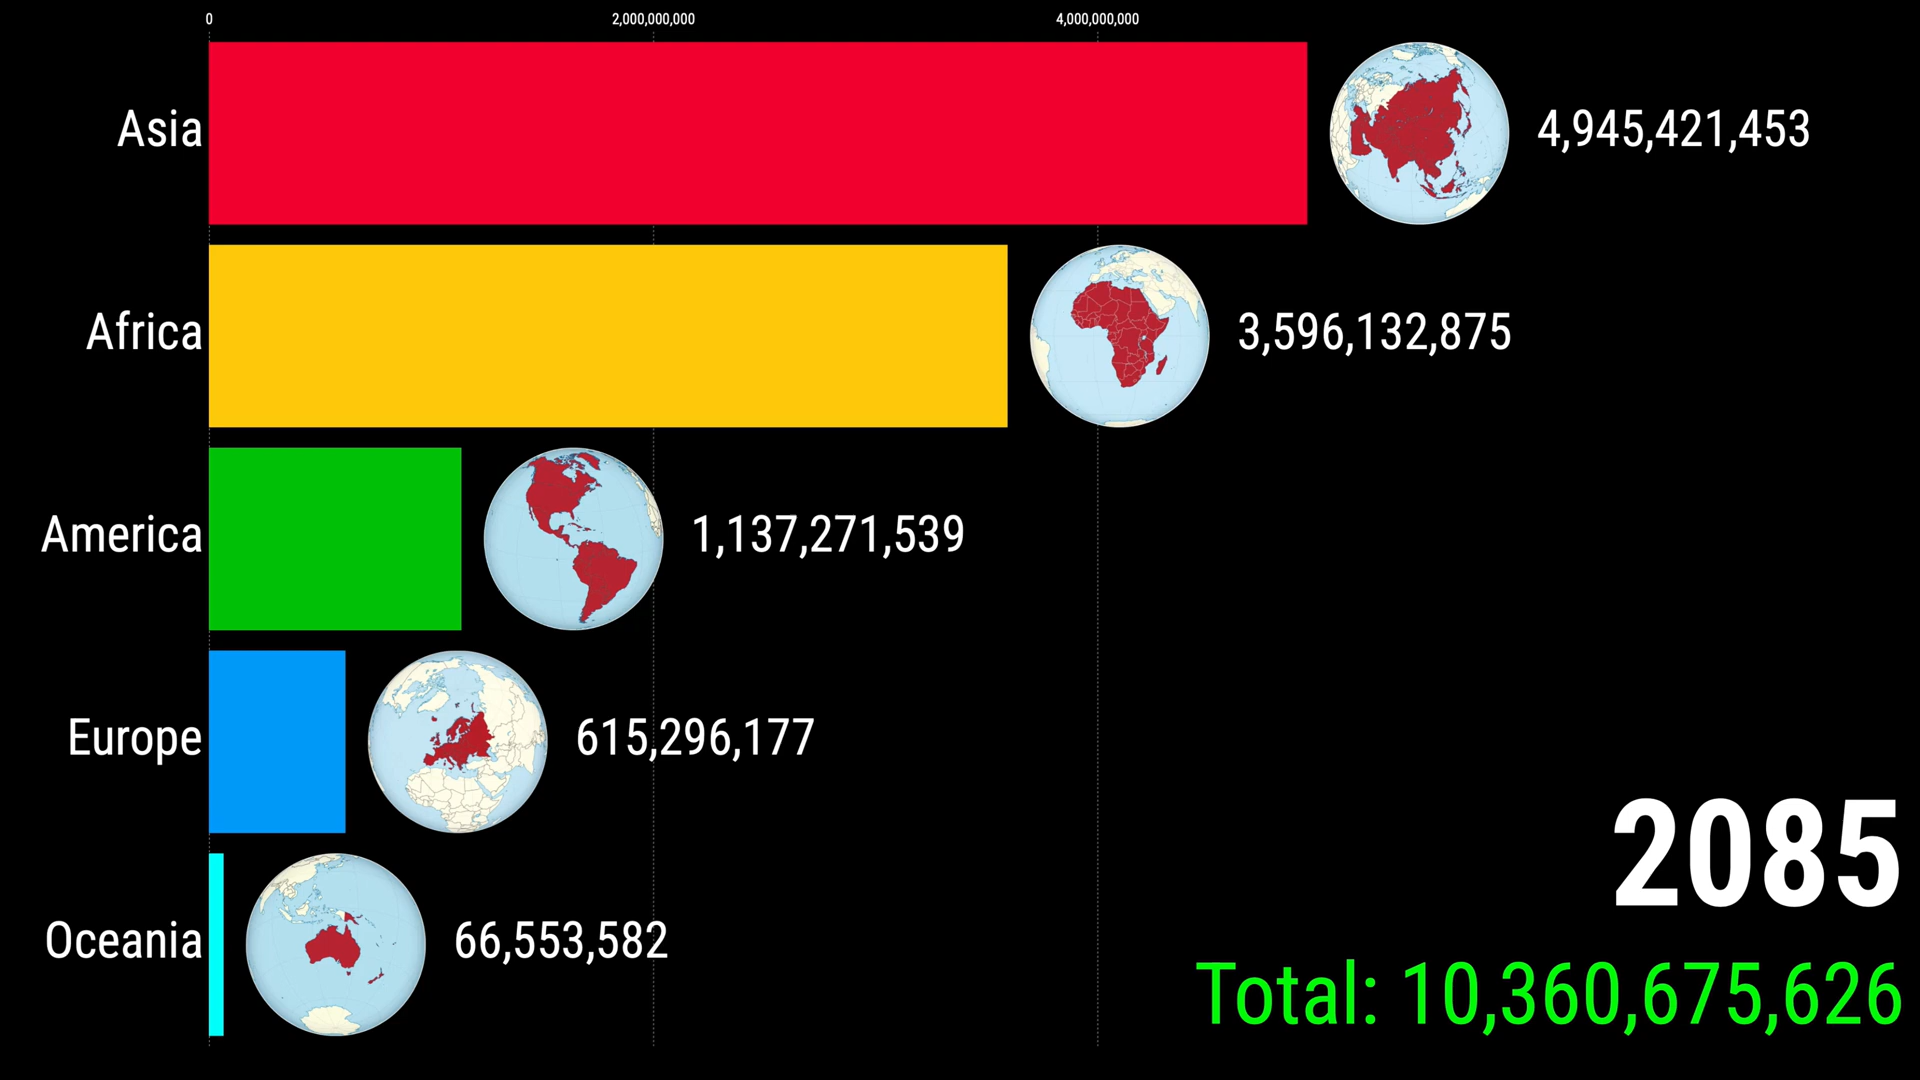 0 2,000,000,000 4,000,000,000
Asia 4,945,421,453
Africa 3,596,132,875
America 1,137,271,539
Europe 615,296,177
Oceania 66,553,582
2085
Total: 10,360,675,626